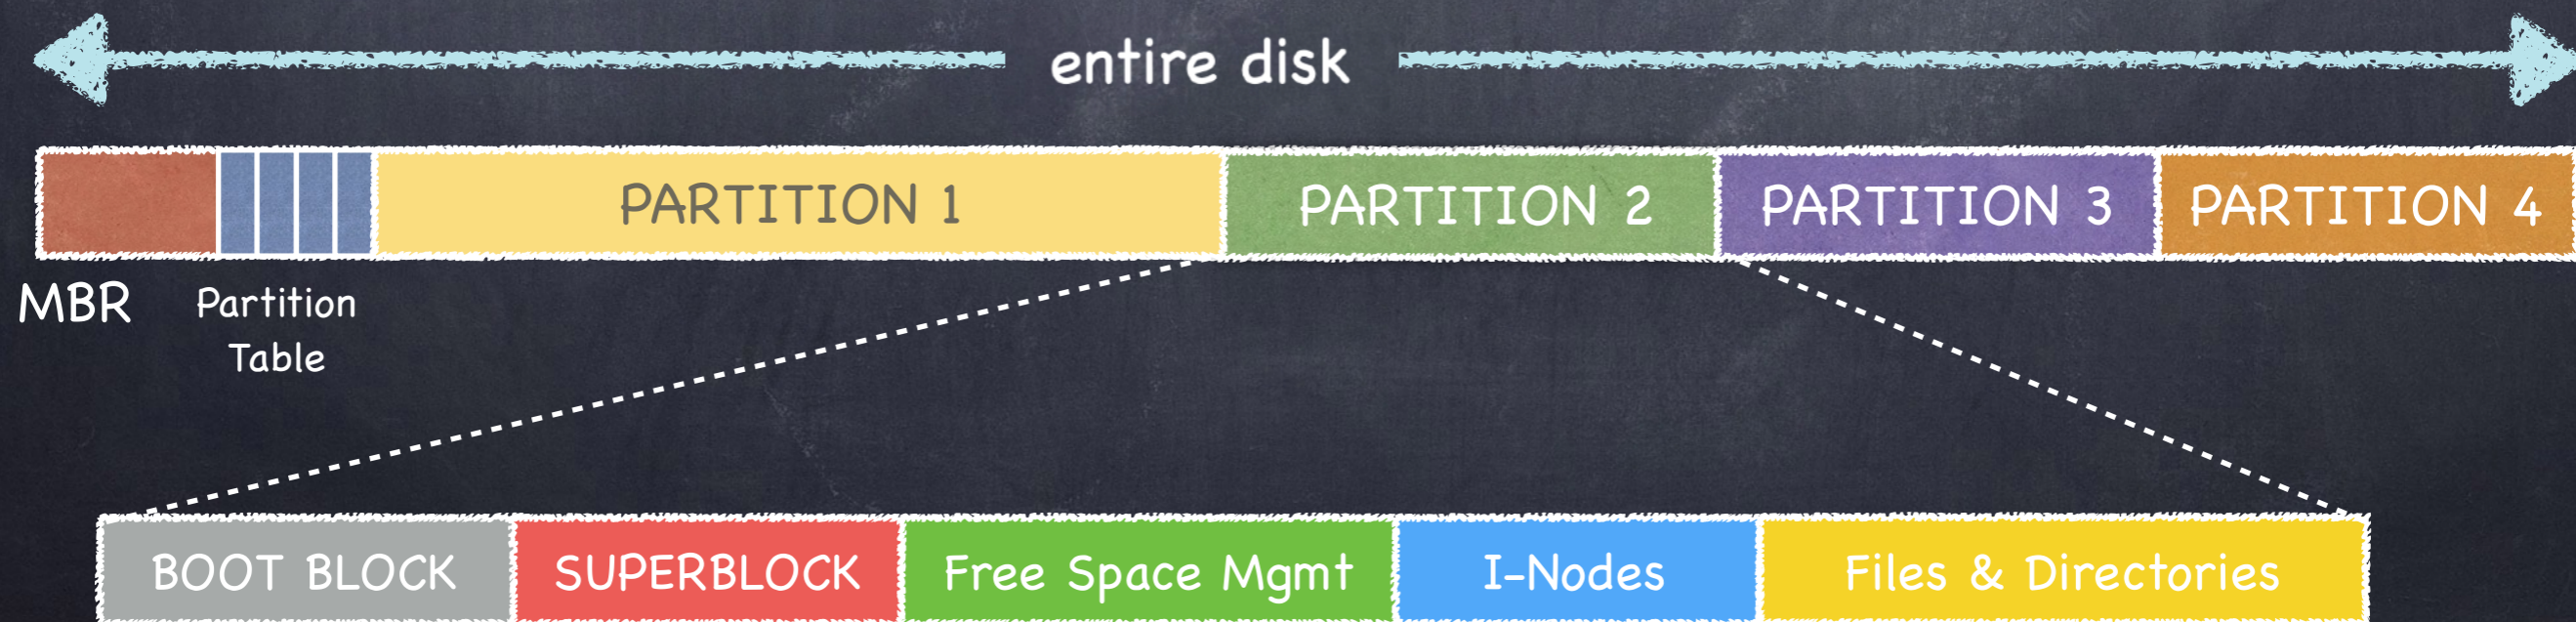 entire disk
PARTITION 1
PARTITION 2
PARTITION 3
PARTITION 4
MBR
Partition
Table
BOOT BLOCK
SUPERBLOCK
Free Space Mgmt
I-Nodes
Files & Directories